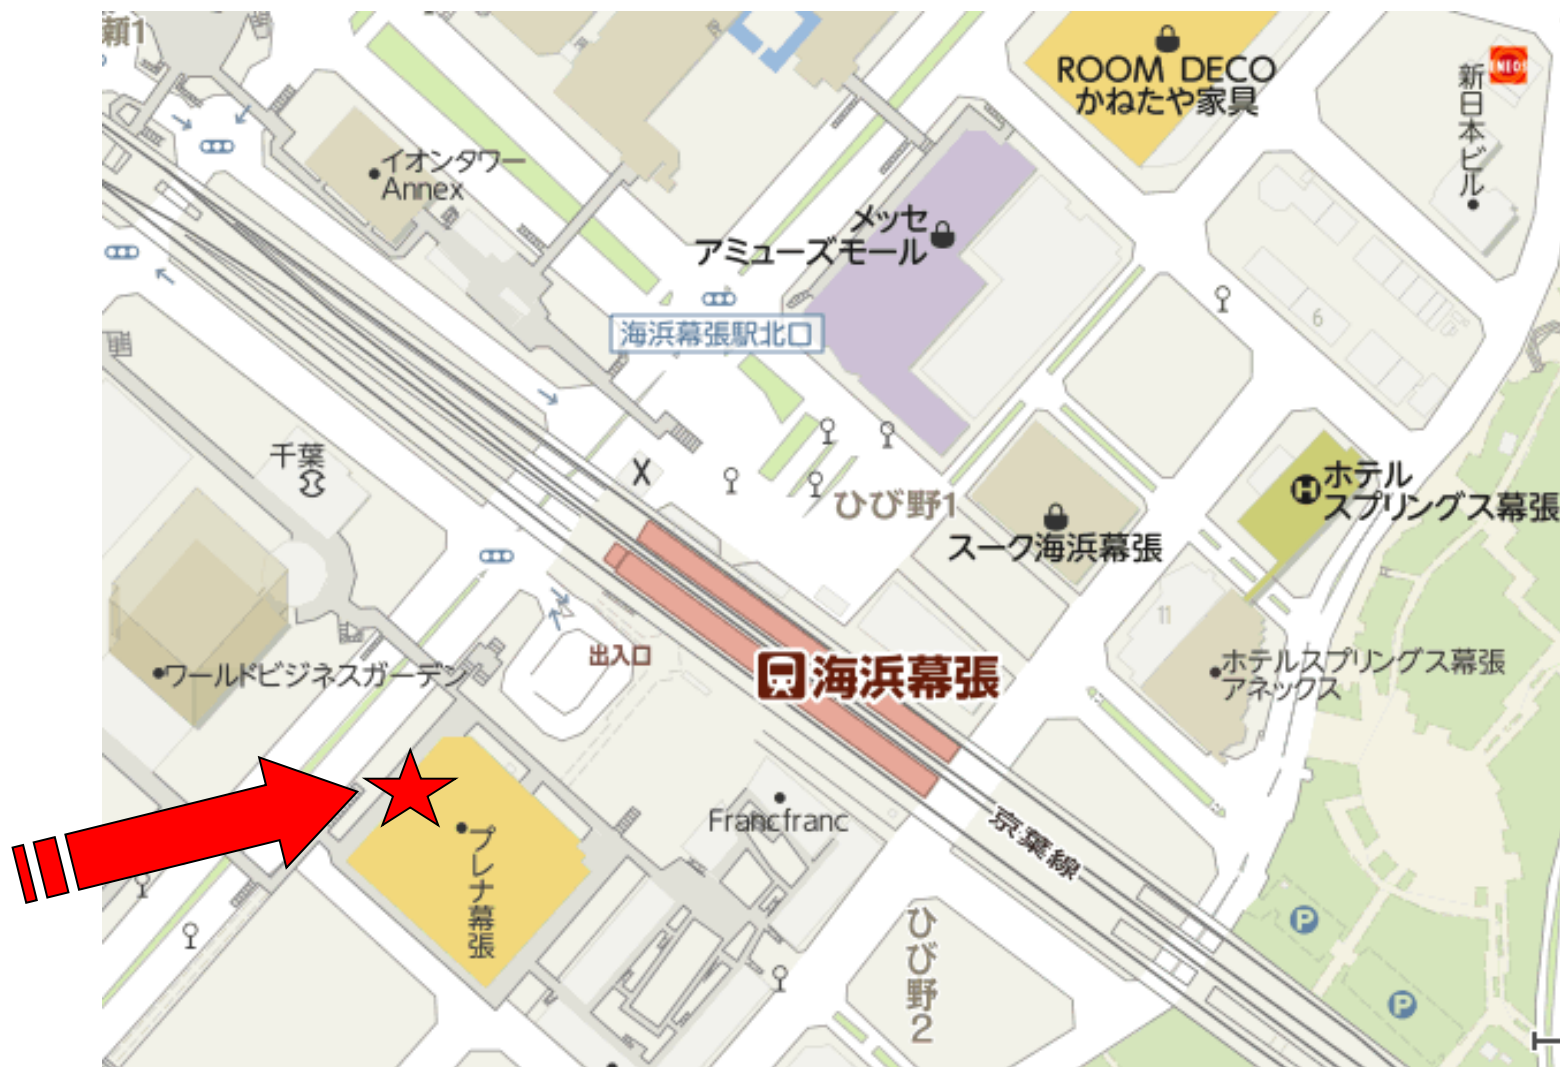 瀬1
ROOM DECO
かねたや家具
ENEOS
新日本ビル
イオンタワー
Annex
メッセ
アミューズモール
海浜幕張駅北口
6
千葉
ひび野1
ホテル
スプリングス幕張
スーク海浜幕張
11
出入口
海浜幕張
ワールドビジネスガーデン
ホテルスプリングス幕張
アネックス
プレナ幕張
Francfranc
京葉線
ひび野2
P
P